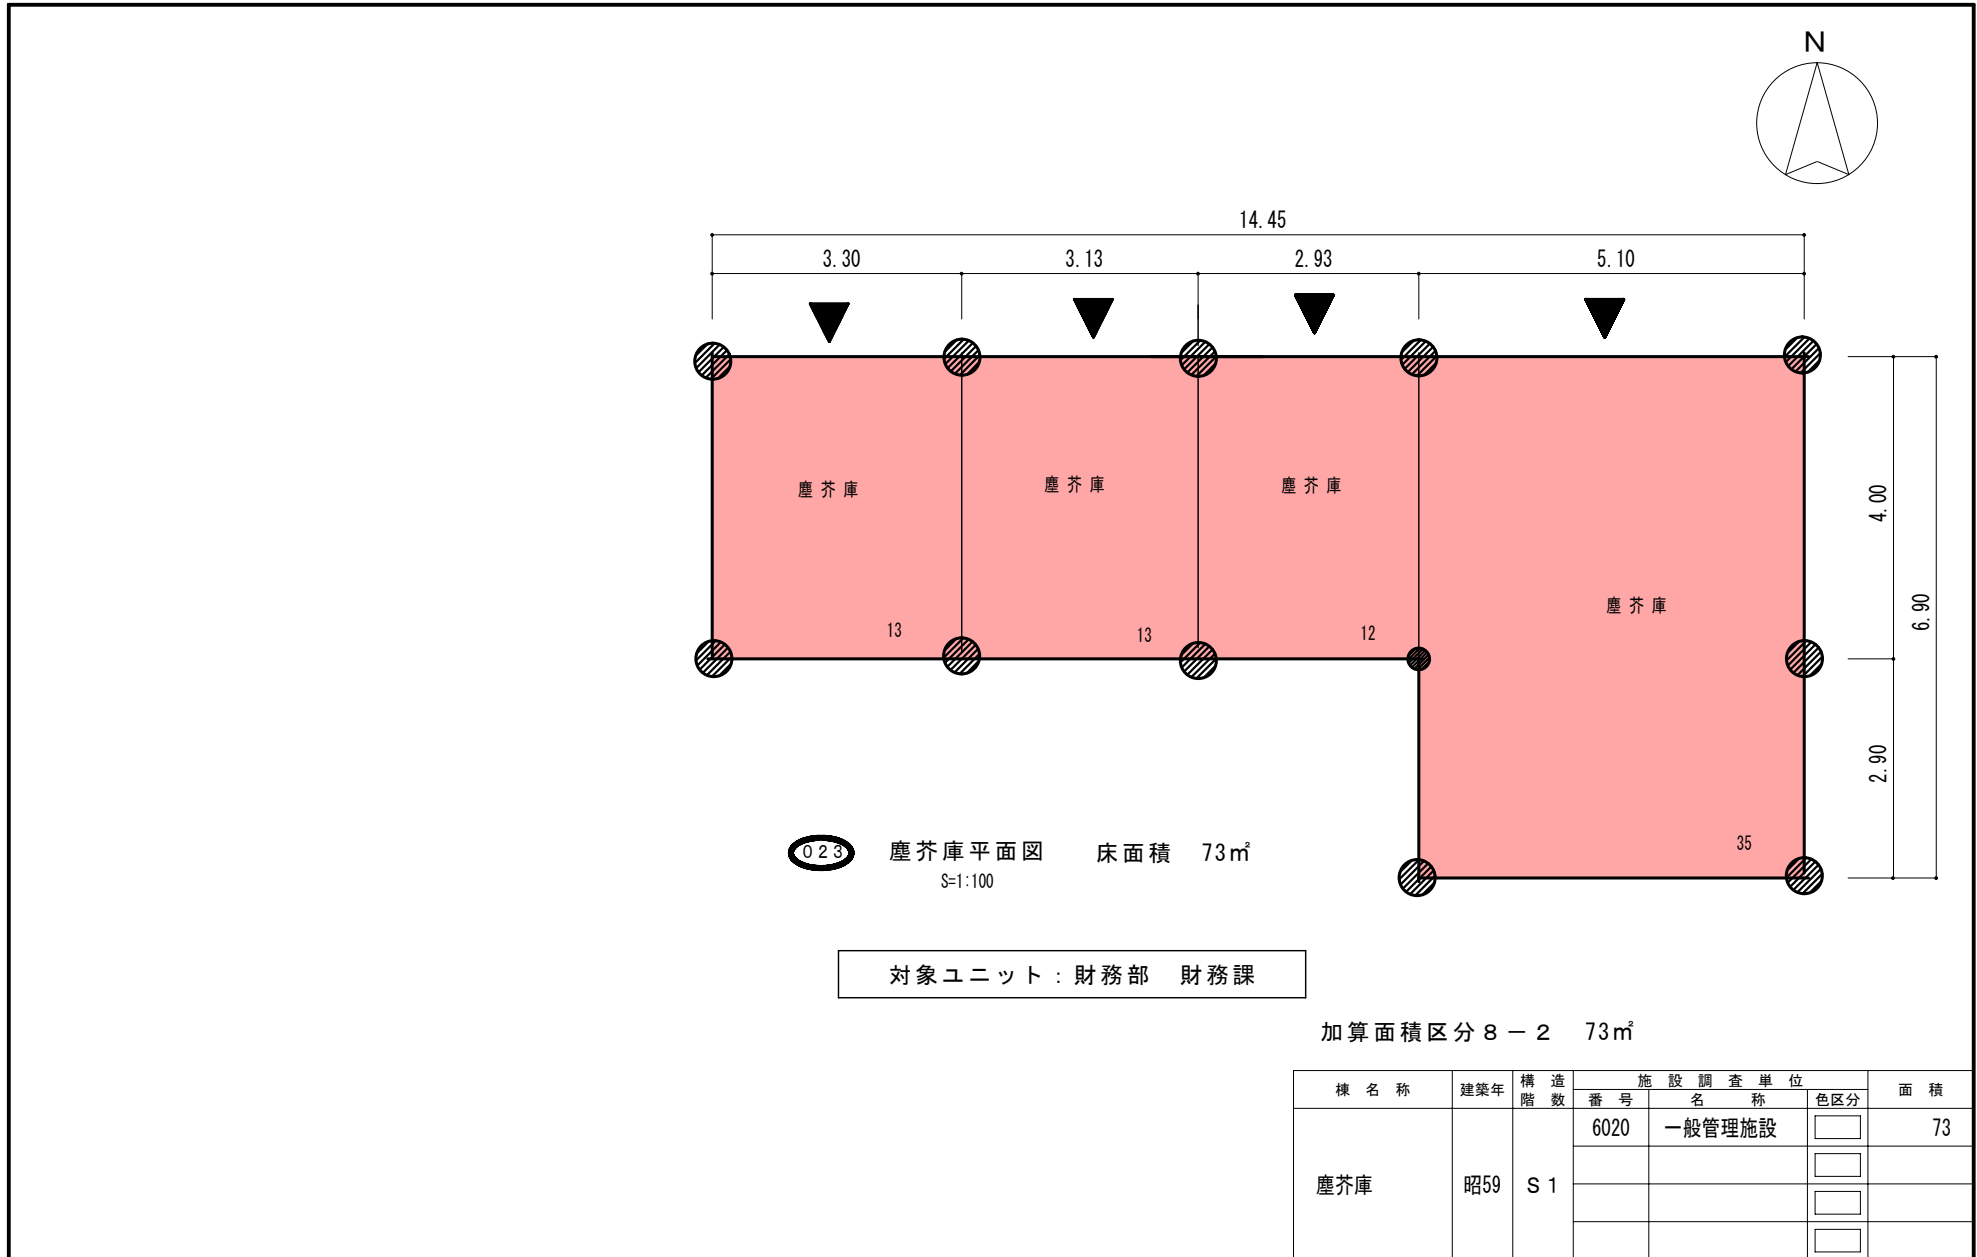 N
14.45
3.30 3.13 2.93 5.10
塵芥庫 塵芥庫 塵芥庫
4.00
塵芥庫
6.90
13 13 12
2.90
35
023 塵芥庫平面図 床面積 73㎡
S=1:100
対象ユニット:財務部 財務課
加算面積区分8-2 73㎡
棟名称 建築年 構造階数 施設調査単位 面積
番号 名称 色区分
塵芥庫 昭59 S1 6020 一般管理施設 73